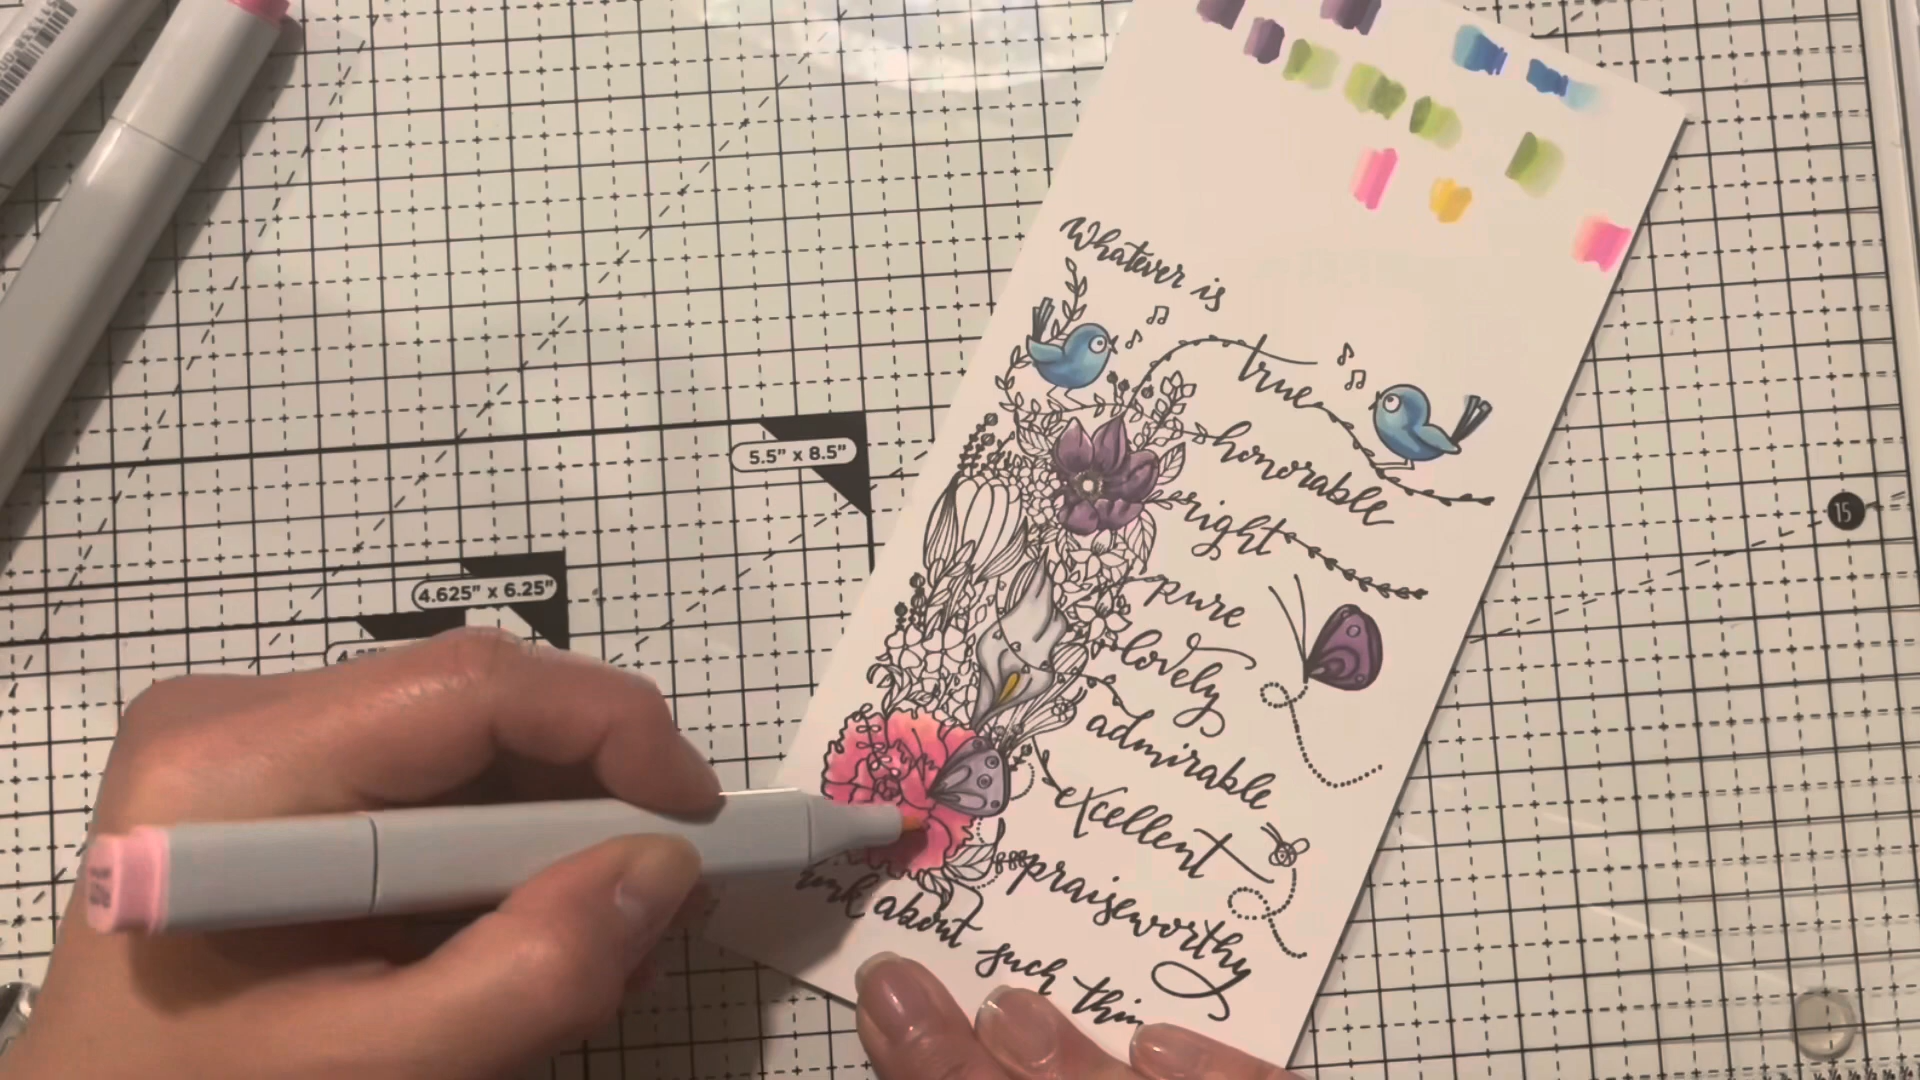 Whatever is
true
honorable
right
pure
lovely
admirable
excellent
praiseworthy
about such
5.5" x 8.5"
4.625" x 6.25"
15